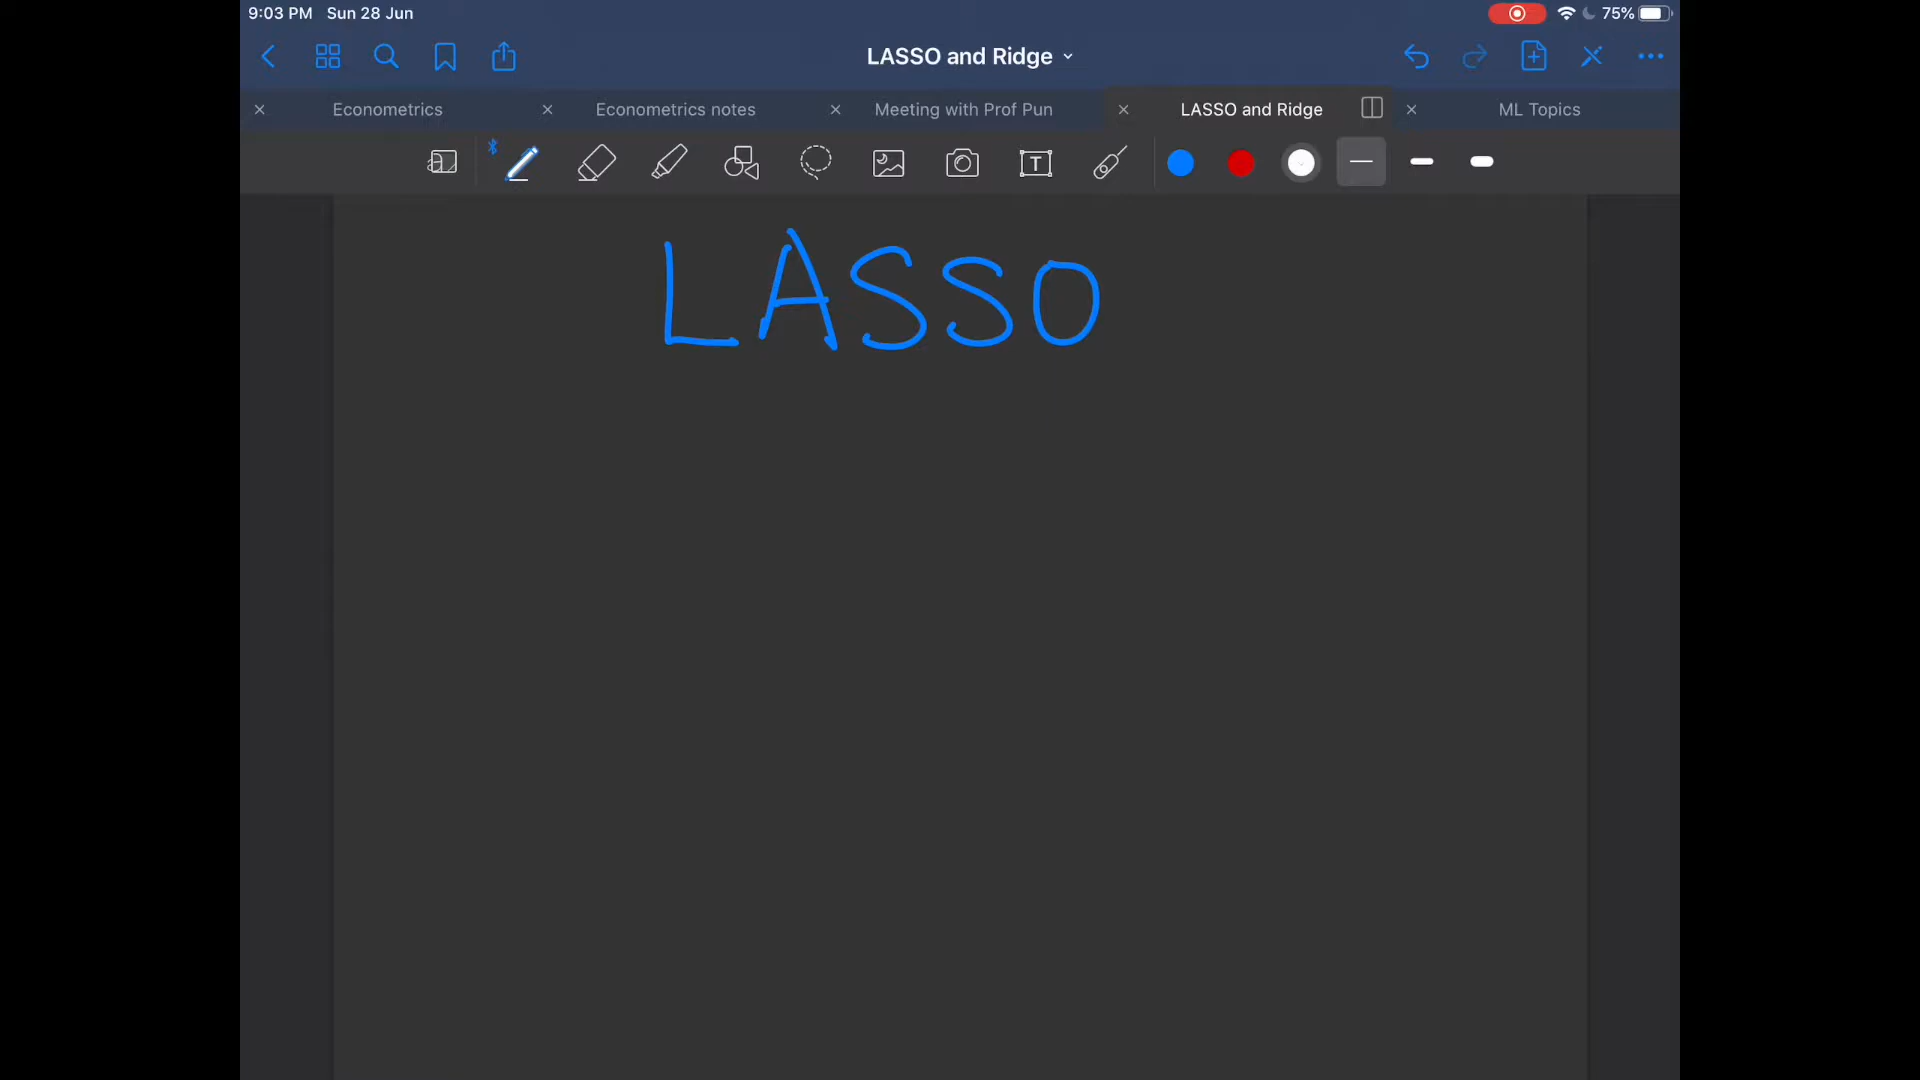 9:03 PM Sun 28 Jun 75%
LASSO and Ridge
Econometrics Econometrics notes Meeting with Prof Pun LASSO and Ridge ML Topics
T
LASSO